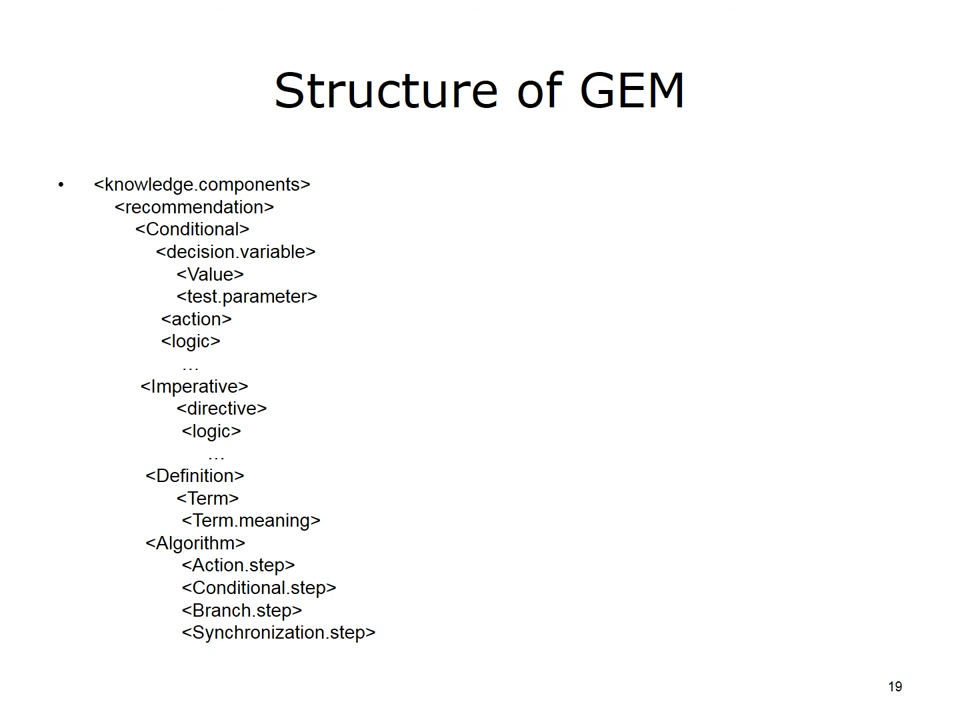 Structure of GEM
• <knowledge.components>
<recommendation>
<Conditional>
<decision.variable>
<Value>
<test.parameter>
<action>
<logic>
…
<Imperative>
<directive>
<logic>
…
<Definition>
<Term>
<Term.meaning>
<Algorithm>
<Action.step>
<Conditional.step>
<Branch.step>
<Synchronization.step>
19